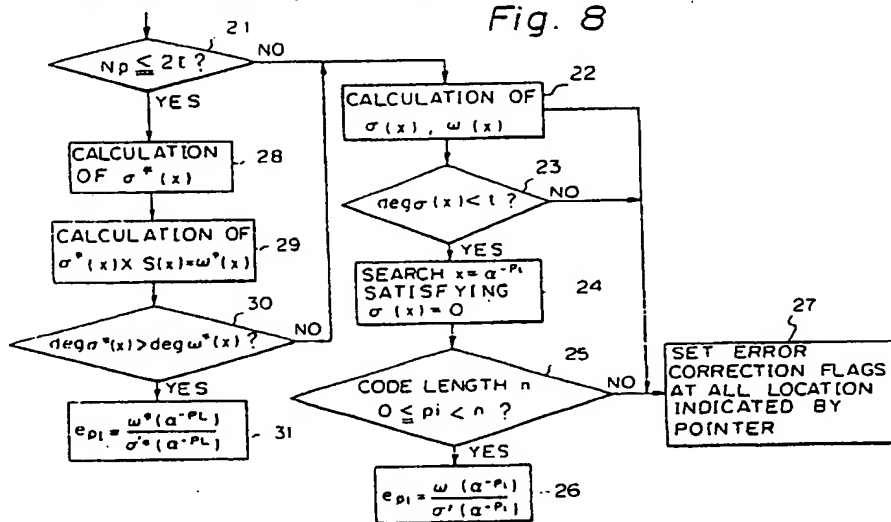 Fig. 8
21
Np ≦ 2t ?
NO
YES
CALCULATION
OF σ*(x)
28
CALCULATION OF
σ*(x) X S(x)=ω*(x)
29
30
deg σ*(x)>deg ω*(x) ?
NO
YES
e_pi = ω*(α^-pi) / σ'*(α^-pi)
31
22
CALCULATION OF
σ(x), ω(x)
23
deg σ(x) < t ?
NO
YES
SEARCH x = α^-pi
SATISFYING
σ(x) = 0
24
25
CODE LENGTH n
0 ≦ pi < n ?
NO
YES
e_pi = ω(α^-pi) / σ'(α^-pi)
26
27
SET ERROR
CORRECTION FLAGS
AT ALL LOCATION
INDICATED BY
POINTER